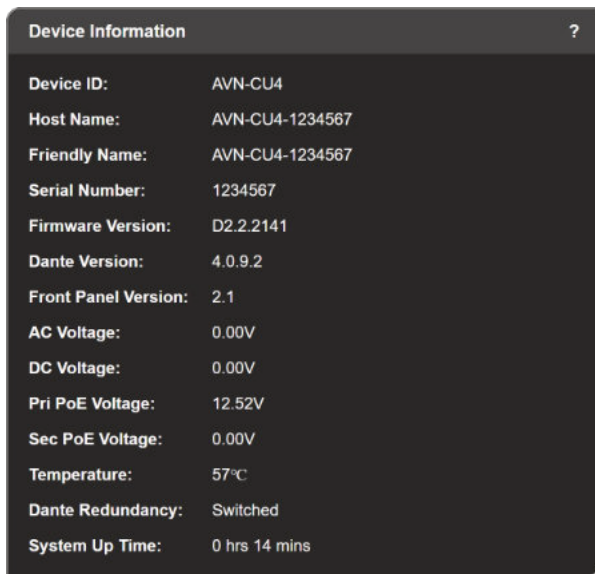 Device Information ?
Device ID: AVN-CU4
Host Name: AVN-CU4-1234567
Friendly Name: AVN-CU4-1234567
Serial Number: 1234567
Firmware Version: D2.2.2141
Dante Version: 4.0.9.2
Front Panel Version: 2.1
AC Voltage: 0.00V
DC Voltage: 0.00V
Pri PoE Voltage: 12.52V
Sec PoE Voltage: 0.00V
Temperature: 57℃
Dante Redundancy: Switched
System Up Time: 0 hrs 14 mins